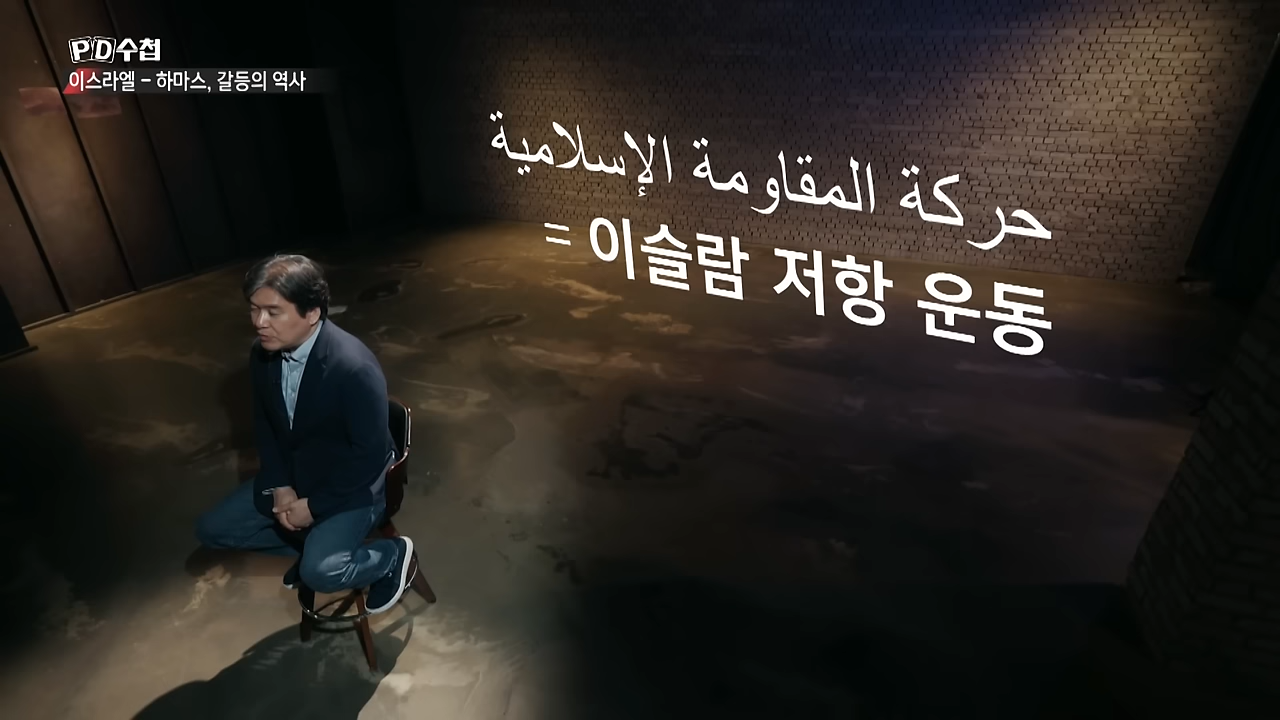 PD수첩
이스라엘 - 하마스, 갈등의 역사
حركة المقاومة الإسلامية
= 이슬람 저항 운동